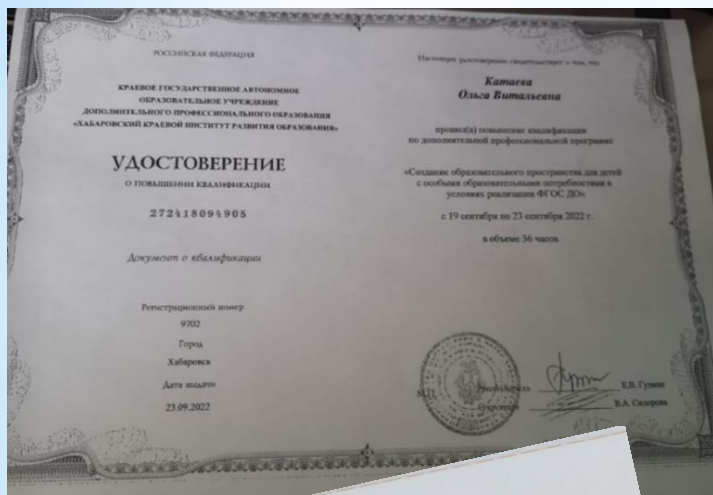 РОССИЙСКАЯ ФЕДЕРАЦИЯ
КРАЕВОЕ ГОСУДАРСТВЕННОЕ АВТОНОМНОЕ
ОБРАЗОВАТЕЛЬНОЕ УЧРЕЖДЕНИЕ
ДОПОЛНИТЕЛЬНОГО ПРОФЕССИОНАЛЬНОГО ОБРАЗОВАНИЯ
«ХАБАРОВСКИЙ КРАЕВОЙ ИНСТИТУТ РАЗВИТИЯ ОБРАЗОВАНИЯ»
УДОСТОВЕРЕНИЕ
О ПОВЫШЕНИИ КВАЛИФИКАЦИИ
272418094905
Документ о квалификации
Регистрационный номер
9702
Город
Хабаровск
Дата выдачи
23.09.2022
Настоящее удостоверение свидетельствует о том, что
Катаева
Ольга Витальевна
прошел(а) повышение квалификации
по дополнительной профессиональной программе
«Создание образовательного пространства для детей
с особыми образовательными потребностями в
условиях реализации ФГОС ДО»
с 19 сентября по 23 сентября 2022 г.
в объеме 36 часов
М.П.
Руководитель Е.В. Гузман
Секретарь В.А. Сидорова